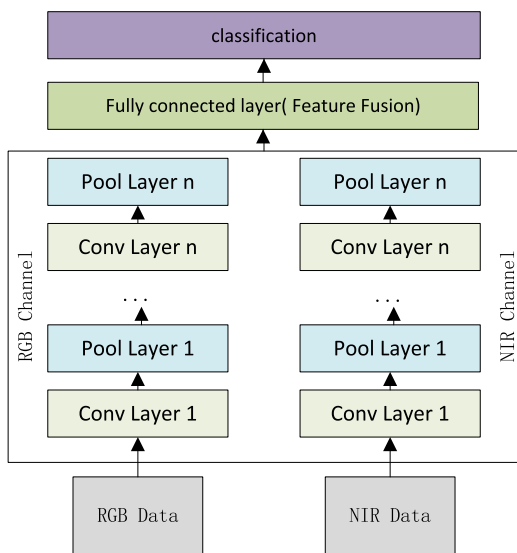 classification
Fully connected layer( Feature Fusion)
RGB Channel
Pool Layer n
Conv Layer n
...
Pool Layer 1
Conv Layer 1
RGB Data
Pool Layer n
Conv Layer n
...
Pool Layer 1
Conv Layer 1
NIR Data
NIR Channel